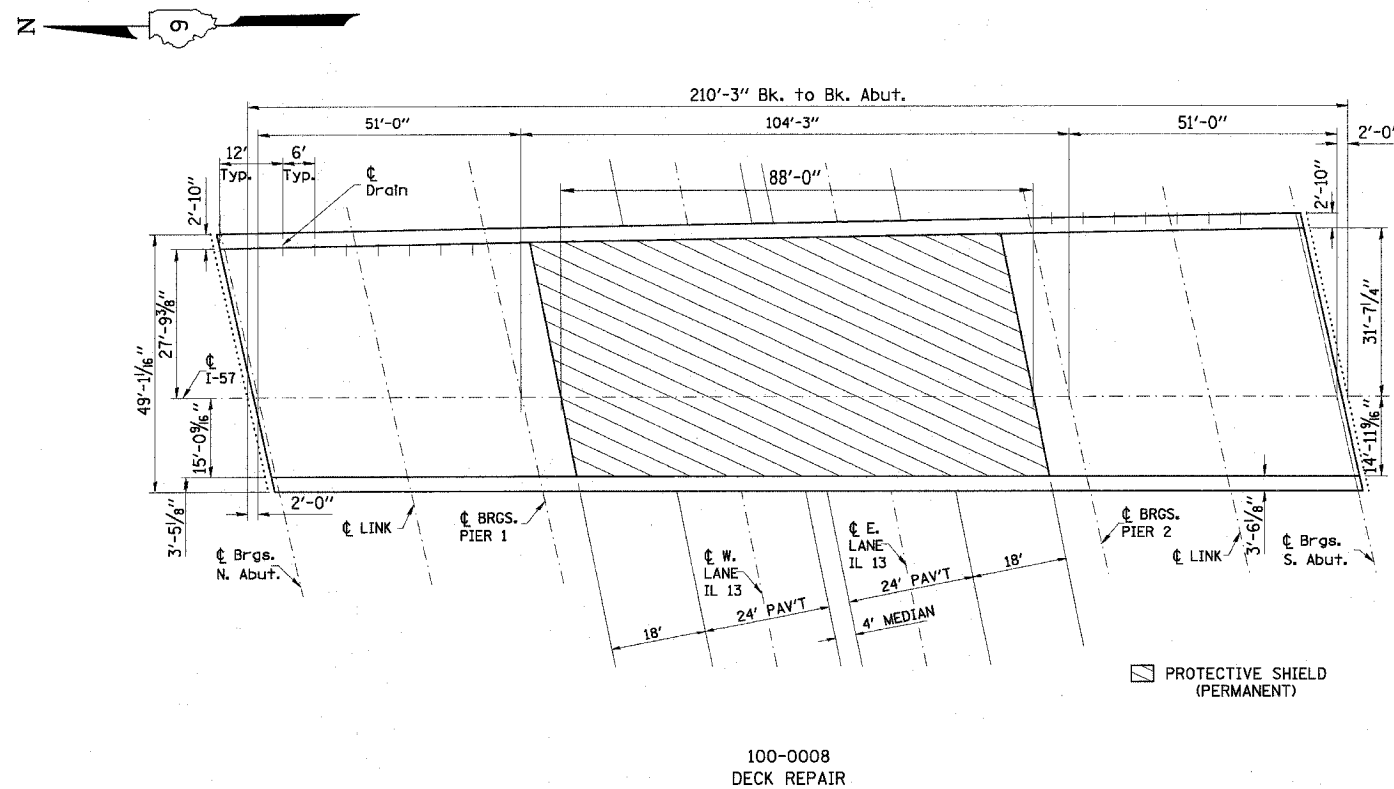 N
9
210'-3" Bk. to Bk. Abut.
51'-0"
104'-3"
51'-0"
2'-0"
12'
Typ.
6'
Typ.
℄
Drain
88'-0"
2'-10"
2'-10"
49'-1 1/16"
27'-9 3/8"
℄
I-57
15'-0 9/16"
31'-7 1/4"
14'-11 9/16"
3'-5 1/8"
2'-0"
3'-6 1/8"
℄ Brgs.
N. Abut.
℄ LINK
℄ BRGS.
PIER 1
℄ W.
LANE
IL 13
℄ E.
LANE
IL 13
℄ BRGS.
PIER 2
℄ LINK
℄ Brgs.
S. Abut.
18'
24' PAV'T
24' PAV'T
18'
4' MEDIAN
PROTECTIVE SHIELD
(PERMANENT)
100-0008
DECK REPAIR